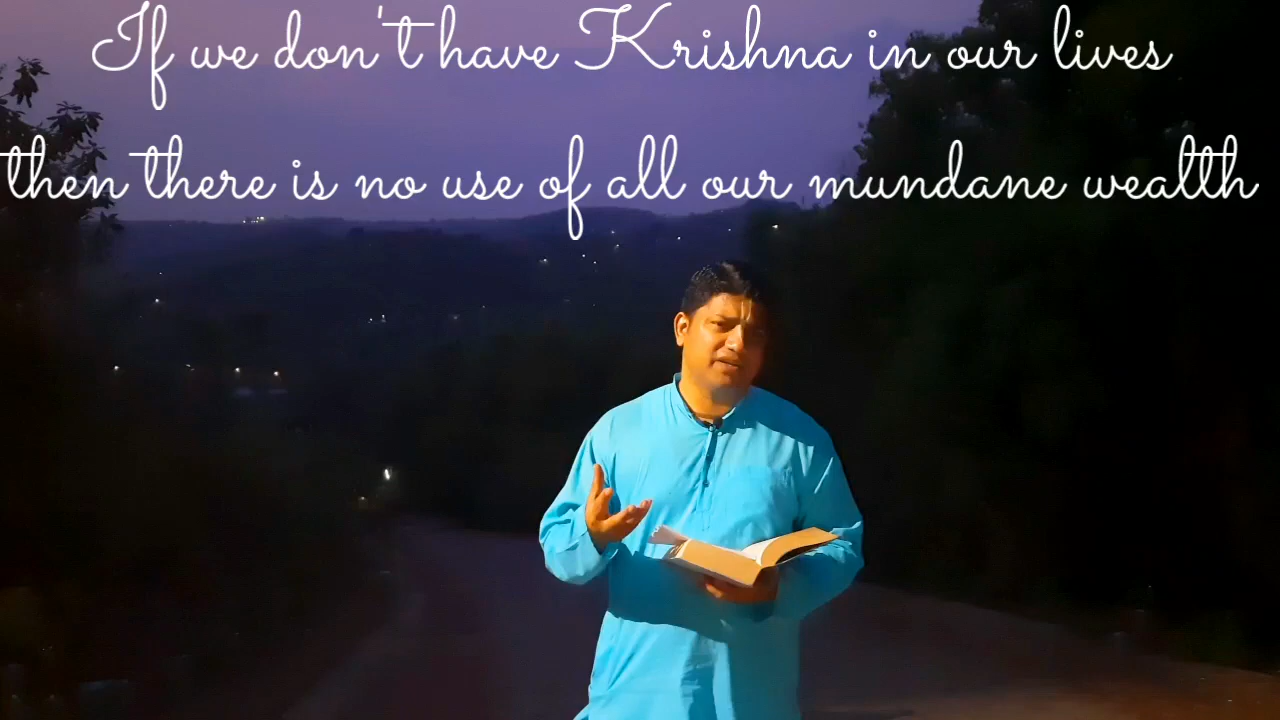 If we don't have Krishna in our lives
then there is no use of all our mundane wealth